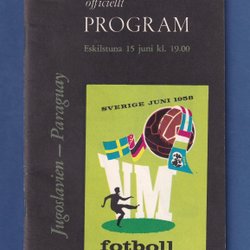 officiellt
PROGRAM
Eskilstuna 15 juni kl. 19.00
Jugoslavien – Paraguay
SVERIGE JUNI 1958
VM
fotboll